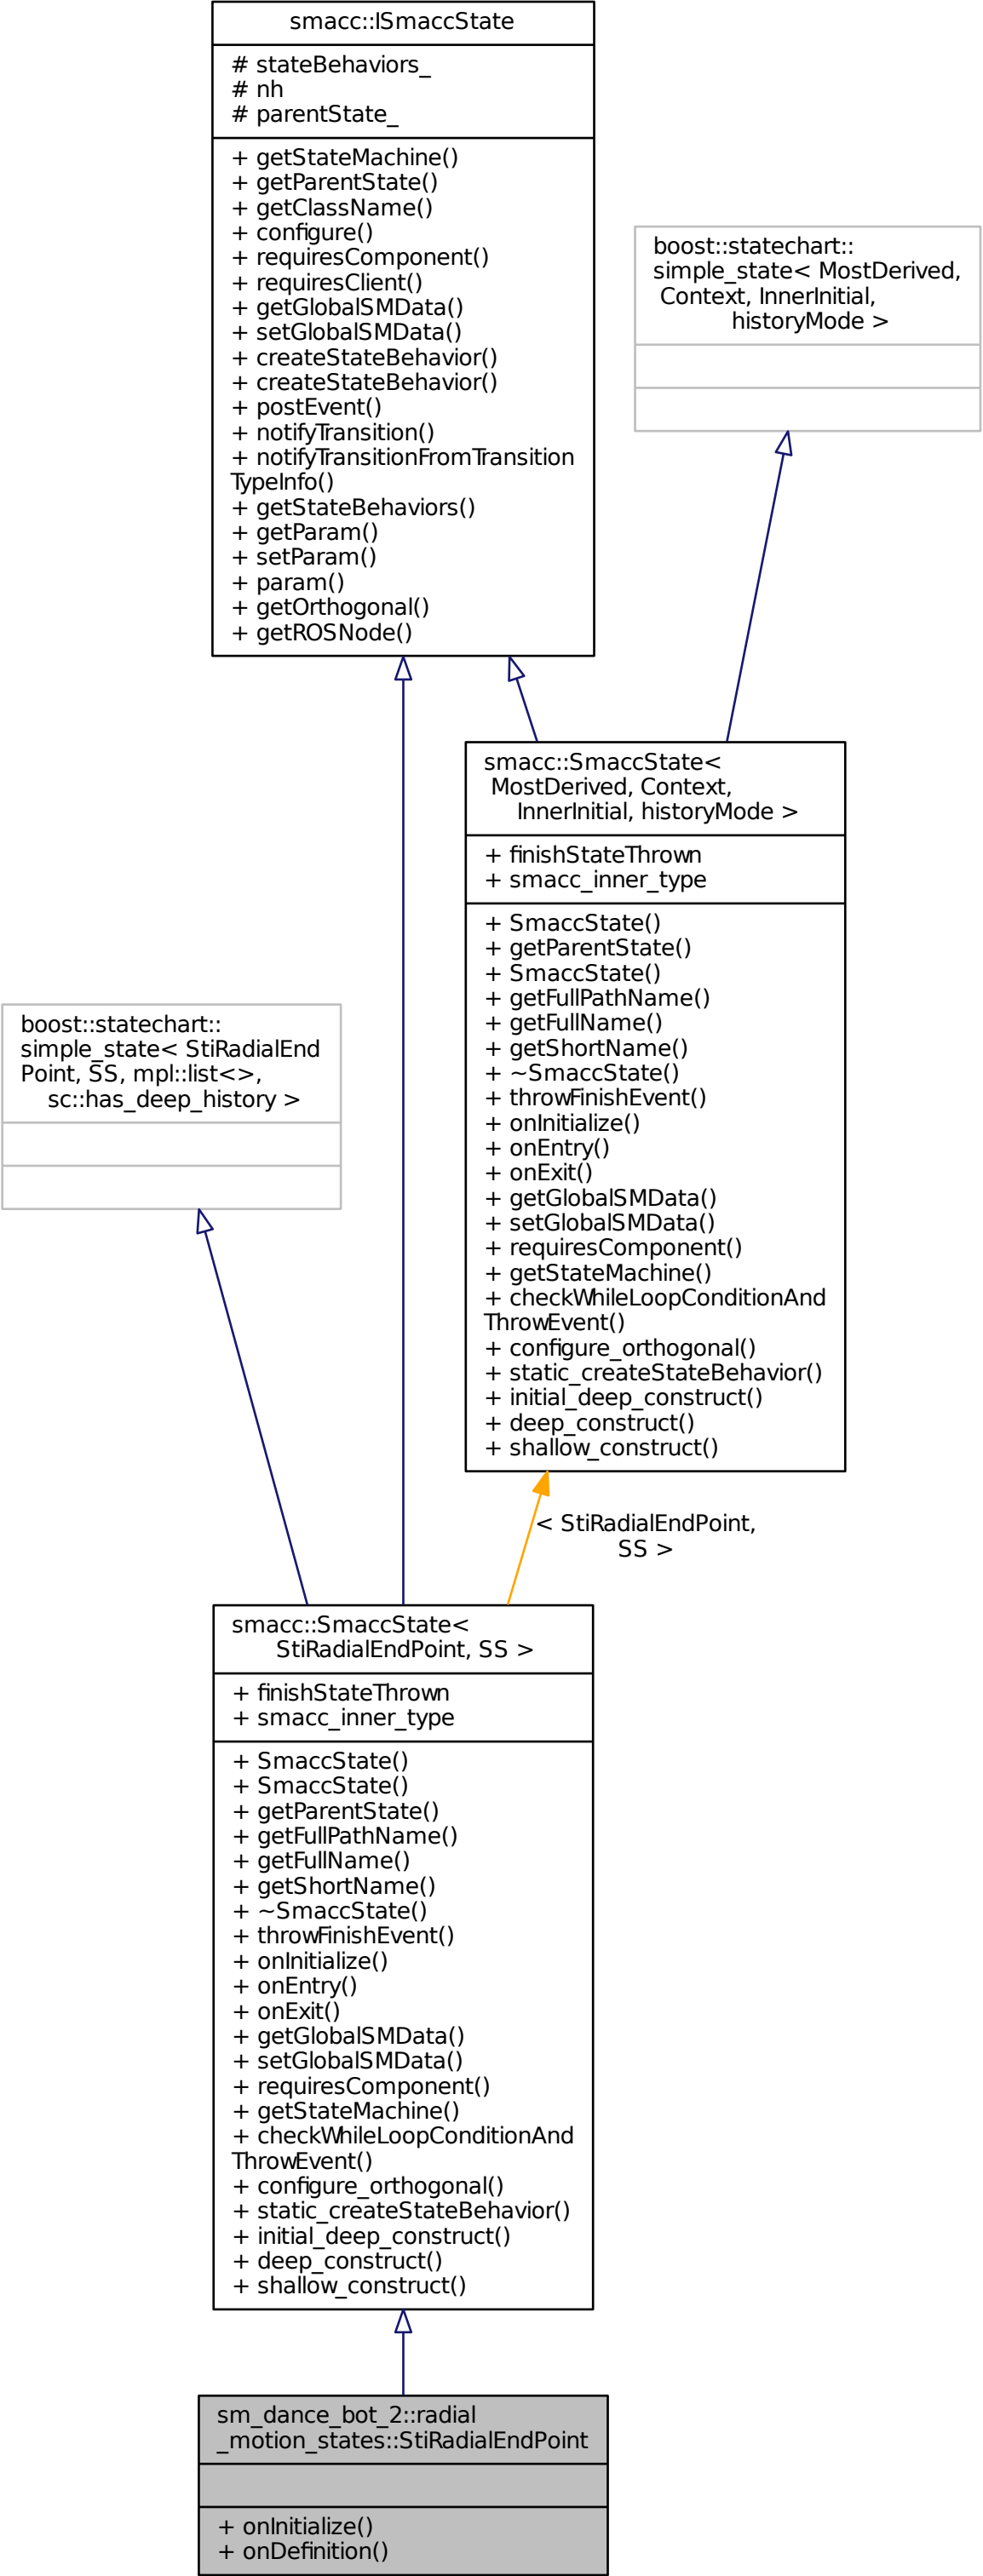 smacc::ISmaccState
# stateBehaviors_
# nh
# parentState_
+ getStateMachine()
+ getParentState()
+ getClassName()
+ configure()
+ requiresComponent()
+ requiresClient()
+ getGlobalSMData()
+ setGlobalSMData()
+ createStateBehavior()
+ createStateBehavior()
+ postEvent()
+ notifyTransition()
+ notifyTransitionFromTransition
TypeInfo()
+ getStateBehaviors()
+ getParam()
+ setParam()
+ param()
+ getOrthogonal()
+ getROSNode()
boost::statechart::
simple_state< MostDerived,
Context, InnerInitial,
historyMode >
smacc::SmaccState<
MostDerived, Context,
InnerInitial, historyMode >
+ finishStateThrown
+ smacc_inner_type
+ SmaccState()
+ getParentState()
+ SmaccState()
+ getFullPathName()
+ getFullName()
+ getShortName()
+ ~SmaccState()
+ throwFinishEvent()
+ onInitialize()
+ onEntry()
+ onExit()
+ getGlobalSMData()
+ setGlobalSMData()
+ requiresComponent()
+ getStateMachine()
+ checkWhileLoopConditionAnd
ThrowEvent()
+ configure_orthogonal()
+ static_createStateBehavior()
+ initial_deep_construct()
+ deep_construct()
+ shallow_construct()
boost::statechart::
simple_state< StiRadialEnd
Point, SS, mpl::list<>,
sc::has_deep_history >
< StiRadialEndPoint,
SS >
smacc::SmaccState<
StiRadialEndPoint, SS >
+ finishStateThrown
+ smacc_inner_type
+ SmaccState()
+ SmaccState()
+ getParentState()
+ getFullPathName()
+ getFullName()
+ getShortName()
+ ~SmaccState()
+ throwFinishEvent()
+ onInitialize()
+ onEntry()
+ onExit()
+ getGlobalSMData()
+ setGlobalSMData()
+ requiresComponent()
+ getStateMachine()
+ checkWhileLoopConditionAnd
ThrowEvent()
+ configure_orthogonal()
+ static_createStateBehavior()
+ initial_deep_construct()
+ deep_construct()
+ shallow_construct()
sm_dance_bot_2::radial
_motion_states::StiRadialEndPoint
+ onInitialize()
+ onDefinition()